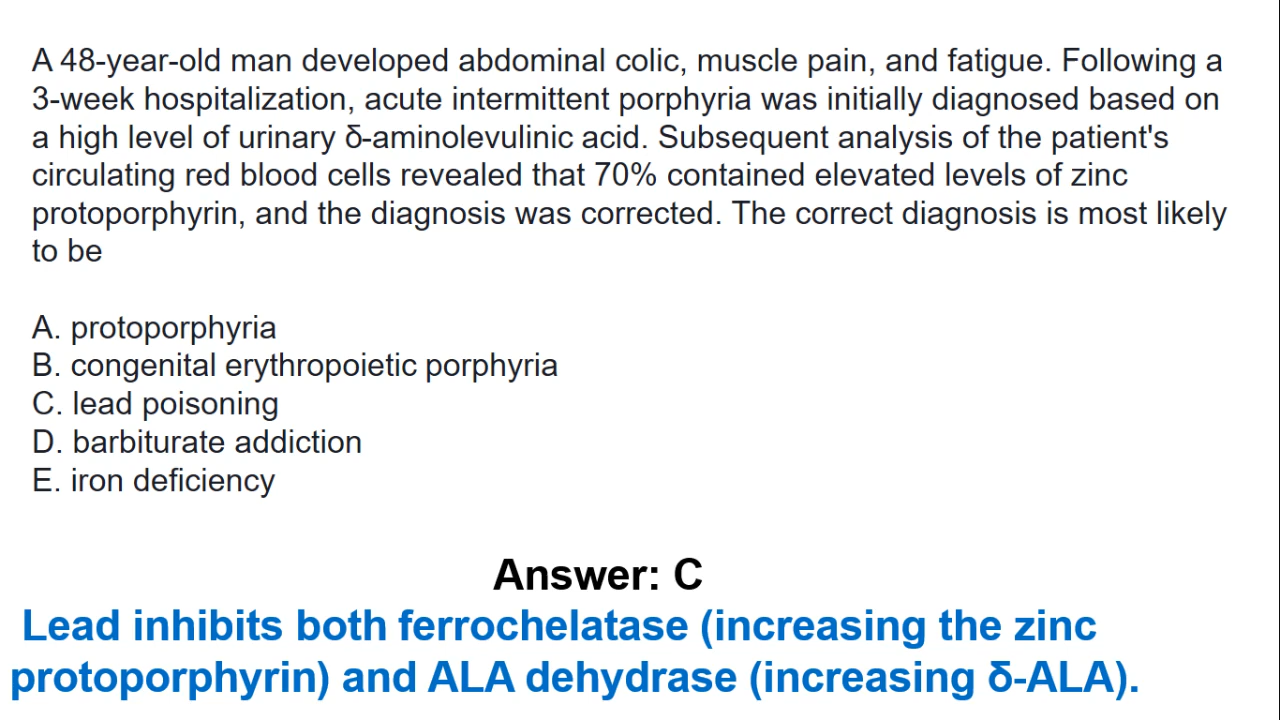 A 48-year-old man developed abdominal colic, muscle pain, and fatigue. Following a
3-week hospitalization, acute intermittent porphyria was initially diagnosed based on
a high level of urinary δ-aminolevulinic acid. Subsequent analysis of the patient's
circulating red blood cells revealed that 70% contained elevated levels of zinc
protoporphyrin, and the diagnosis was corrected. The correct diagnosis is most likely
to be
A. protoporphyria
B. congenital erythropoietic porphyria
C. lead poisoning
D. barbiturate addiction
E. iron deficiency
Answer: C
Lead inhibits both ferrochelatase (increasing the zinc
protoporphyrin) and ALA dehydrase (increasing δ-ALA).